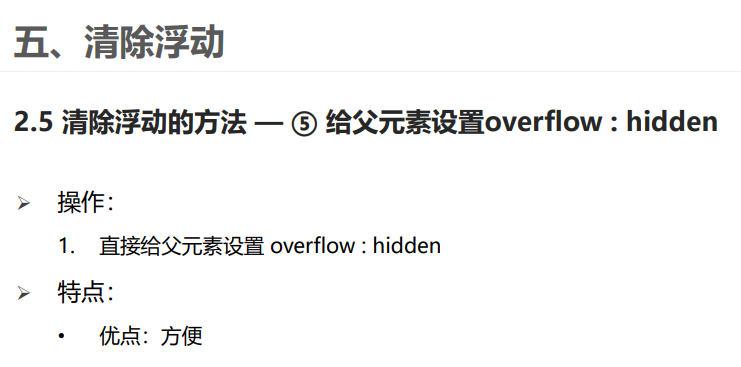 五、清除浮动
2.5 清除浮动的方法 — ⑤ 给父元素设置overflow : hidden
➢ 操作：
1. 直接给父元素设置 overflow : hidden
➢ 特点：
• 优点：方便